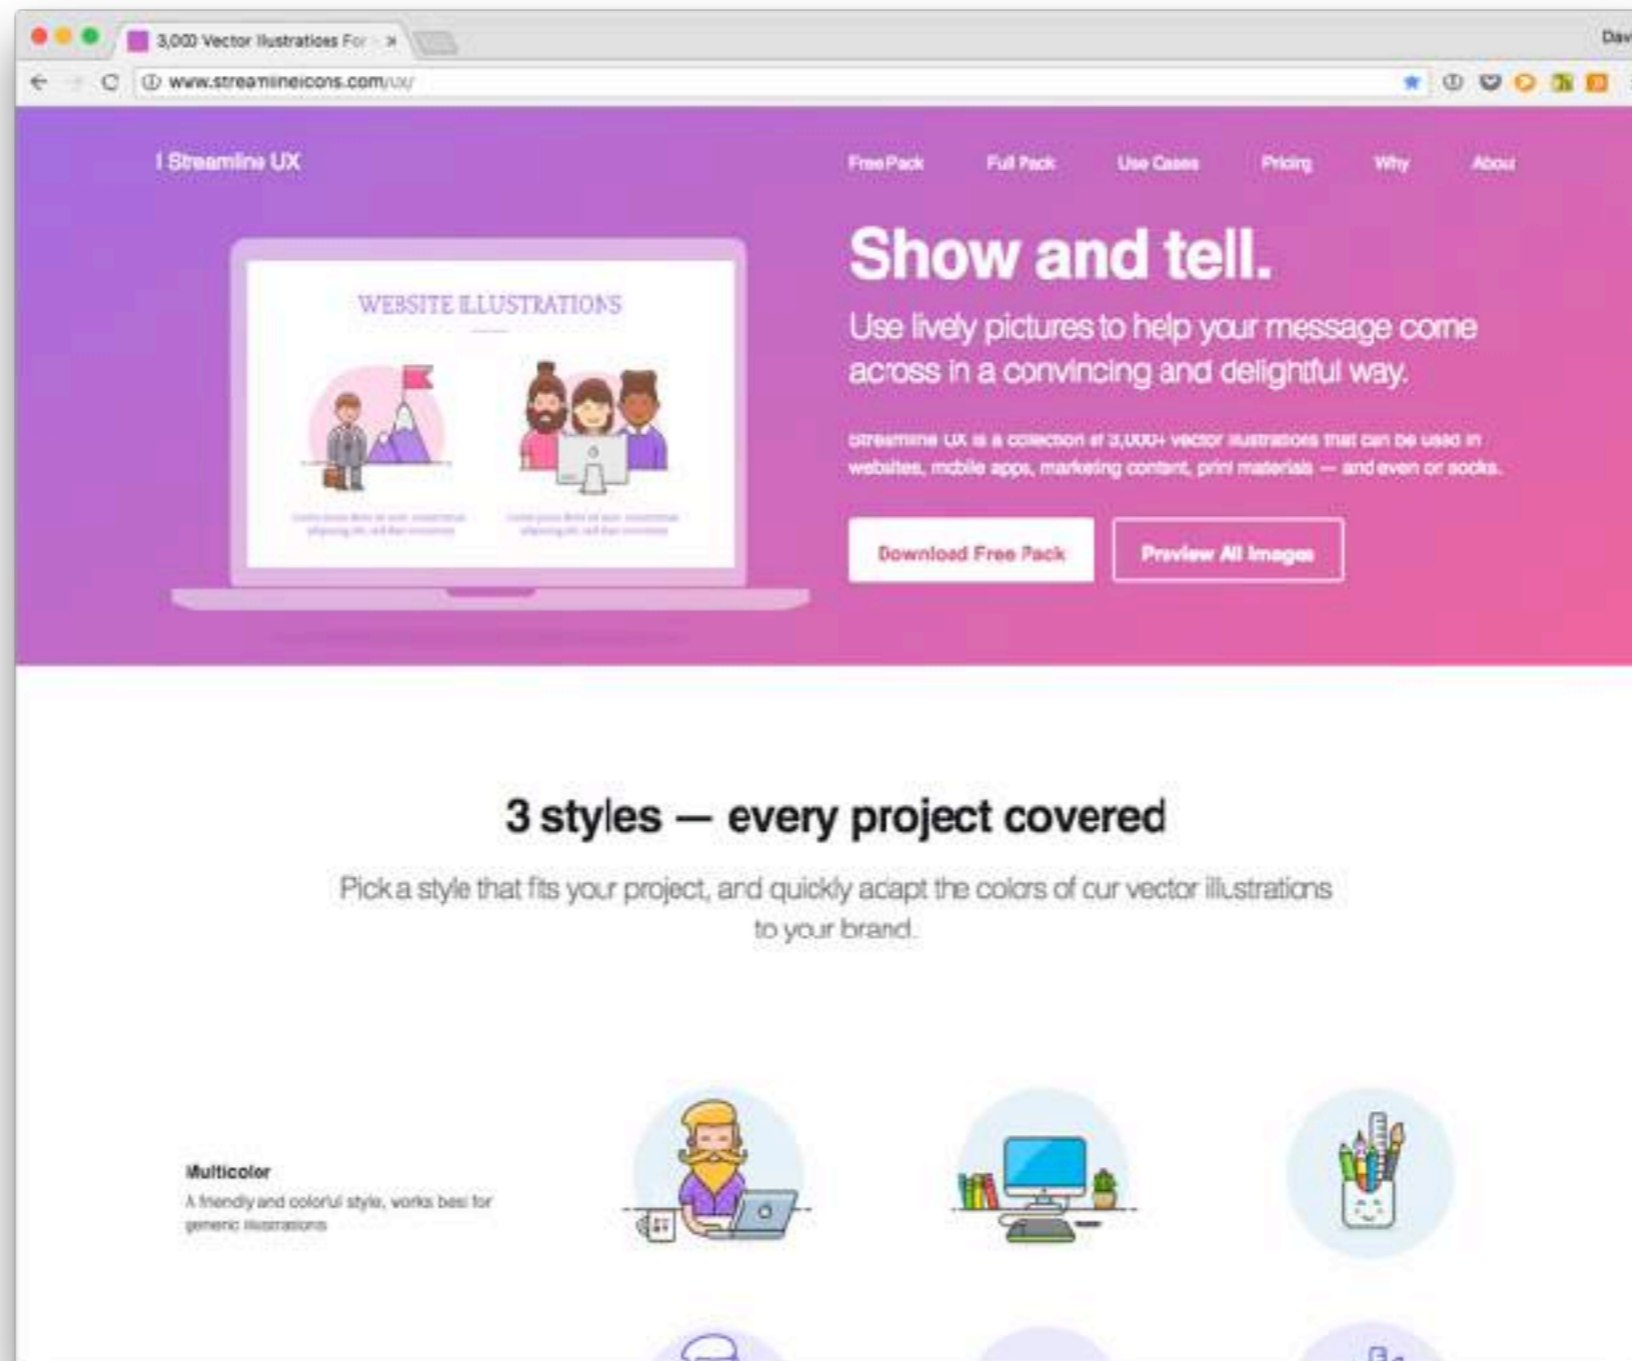 3,000 Vector Illustrations For
Dav
www.streamlineicons.com/ux/
Streamline UX
Free Pack
Full Pack
Use Cases
Pricing
Why
About
WEBSITE ILLUSTRATIONS
Show and tell.
Use lively pictures to help your message come
across in a convincing and delightful way.
Streamline UX is a collection of 3,000+ vector illustrations that can be used in
websites, mobile apps, marketing content, print materials — and even on socks.
Download Free Pack
Preview All Images
3 styles — every project covered
Pick a style that fits your project, and quickly adapt the colors of our vector illustrations
to your brand.
Multicolor
A friendly and colorful style, works best for
generic illustrations